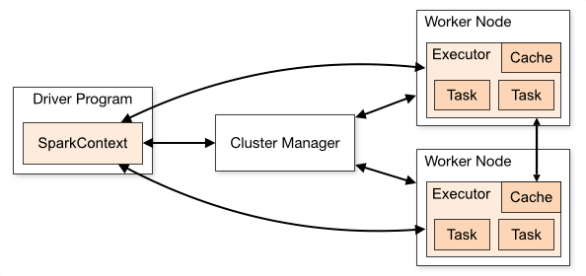 Driver Program
SparkContext
Cluster Manager
Worker Node
Executor
Cache
Task
Task
Worker Node
Executor
Cache
Task
Task